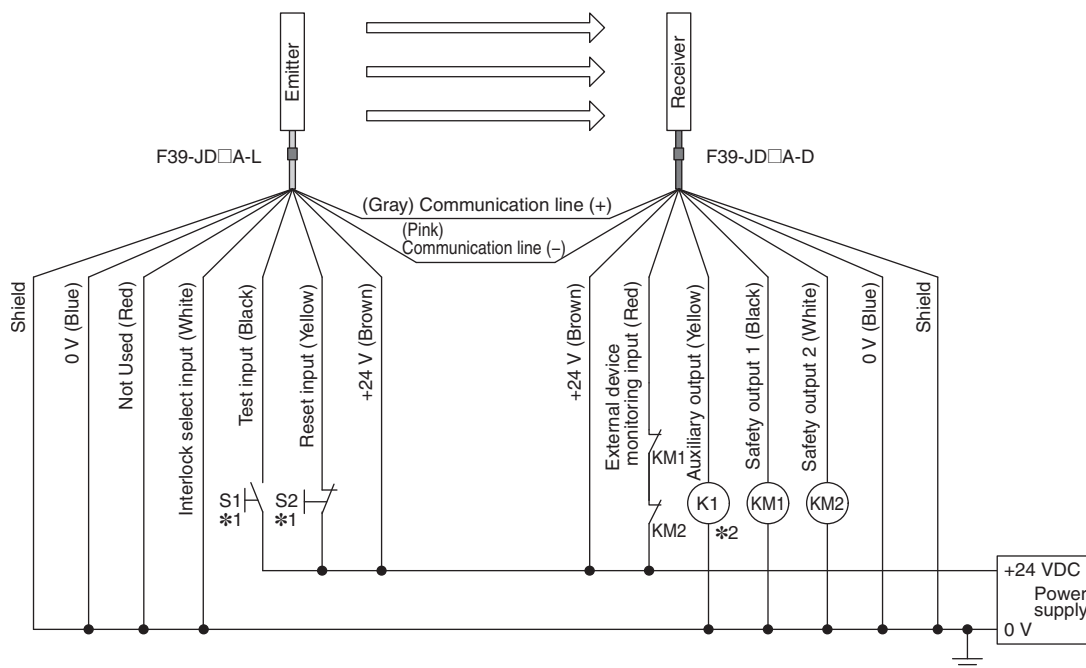 Emitter
Receiver
F39-JD□A-L
F39-JD□A-D
(Gray) Communication line (+)
(Pink)
Communication line (−)
Shield
0 V (Blue)
Not Used (Red)
Interlock select input (White)
Test input (Black)
Reset input (Yellow)
+24 V (Brown)
+24 V (Brown)
External device
monitoring input (Red)
Auxiliary output (Yellow)
Safety output 1 (Black)
Safety output 2 (White)
0 V (Blue)
Shield
S1
*1
S2
*1
KM1
KM2
K1
*2
KM1
KM2
+24 VDC
Power
supply
0 V